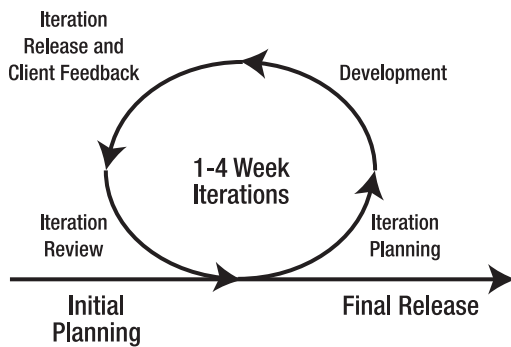 Iteration
Release and
Client Feedback
Development
1-4 Week
Iterations
Iteration
Review
Iteration
Planning
Initial
Planning
Final Release